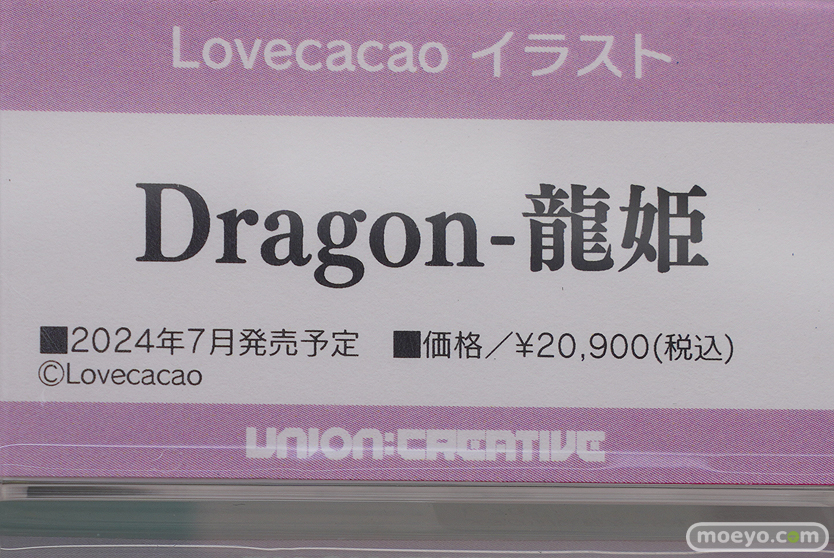 Lovecacao イラスト
Dragon-龍姫
■2024年7月発売予定　■価格／¥20,900(税込)
©Lovecacao
UNION:CREATIVE
moeyo.com